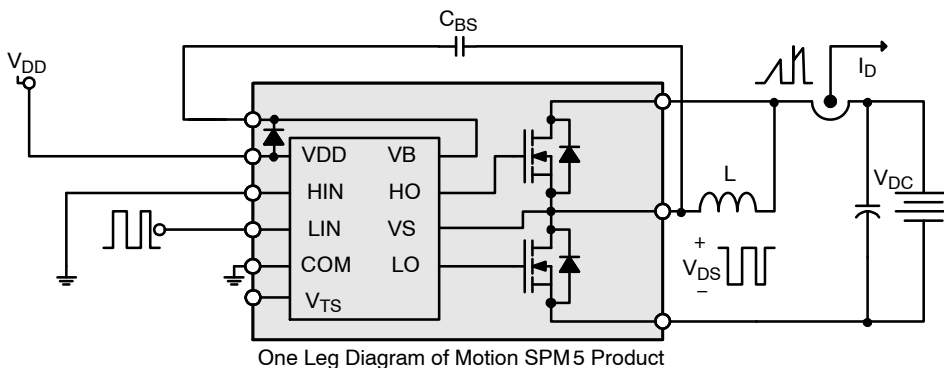 C_BS
V_DD
I_D
VDD VB
HIN HO
LIN VS
COM LO
V_TS
L
V_DC
+
V_DS
–
One Leg Diagram of Motion SPM 5 Product